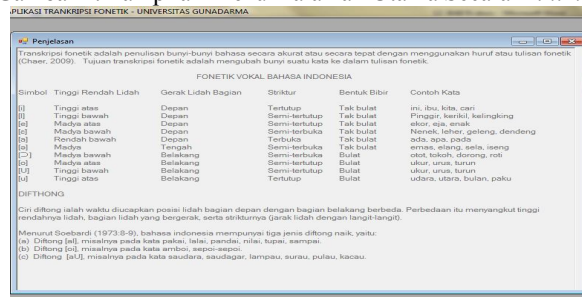 PLIKASI TRANKRIPSI FONETIK – UNIVERSITAS GUNADARMA
Penjelasan
Transkripsi fonetik adalah penulisan bunyi-bunyi bahasa secara akurat atau secara tepat dengan menggunakan huruf atau tulisan fonetik
(Chaer, 2009). Tujuan transkripsi fonetik adalah mengubah bunyi suatu kata ke dalam tulisan fonetik.
FONETIK VOKAL BAHASA INDONESIA
Simbol Tinggi Rendah Lidah Gerak Lidah Bagian Striktur Bentuk Bibir Contoh Kata
[i] Tinggi atas Depan Tertutup Tak bulat ini, ibu, kita, cari
[I] Tinggi bawah Depan Semi-tertutup Tak bulat Pinggir, kerikil, kelingking
[e] Madya atas Depan Semi-tertutup Tak bulat ekor, eja, enak
Madya bawah Depan Semi-terbuka Tak bulat Nenek, leher, geleng, dendeng
[a] Rendah bawah Depan Terbuka Tak bulat ada, apa, pada
Madya Tengah Semi-terbuka Tak bulat emas, elang, sela, iseng
Madya bawah Belakang Semi-terbuka Bulat otot, tokoh, dorong, roti
[o] Madya atas Belakang Semi-tertutup Bulat ukur, urus, turun
[U] Tinggi bawah Belakang Semi-tertutup Bulat ukur, urus, turun
[u] Tinggi atas Belakang Tertutup Bulat udara, utara, bulan, paku
DIFTHONG
Ciri diftong ialah waktu diucapkan posisi lidah bagian depan dengan bagian belakang berbeda. Perbedaan itu menyangkut tinggi
rendahnya lidah, bagian lidah yang bergerak, serta strikturnya (jarak lidah dengan langit-langit).
Menurut Soebardi (1973:8-9), bahasa indonesia mempunyai tiga jenis diftong naik, yaitu:
(a) Diftong [aI], misalnya pada kata pakai, lalai, pandai, nilai, tupai, sampai.
(b) Diftong [oi], misalnya pada kata amboi, sepoi-sepoi.
(c) Diftong [aU], misalnya pada kata saudara, saudagar, lampau, surau, pulau, kacau.